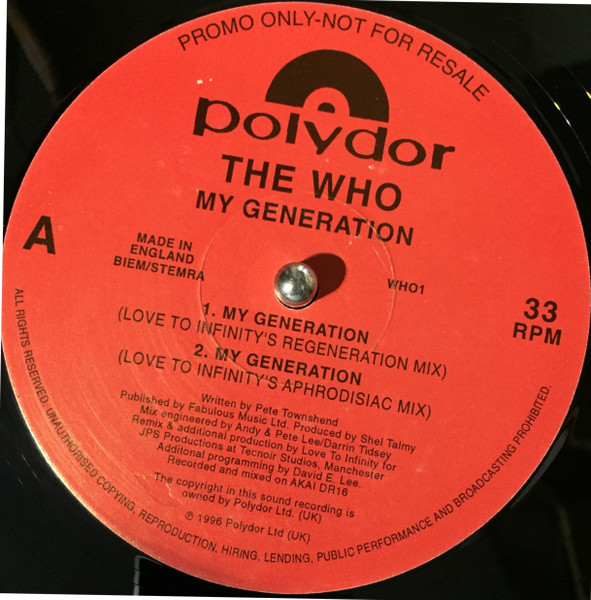 PROMO ONLY-NOT FOR RESALE
polydor
THE WHO
MY GENERATION
A
MADE IN
ENGLAND
BIEM/STEMRA
WHO1
33
RPM
1. MY GENERATION
(LOVE TO INFINITY'S REGENERATION MIX)
2. MY GENERATION
(LOVE TO INFINITY'S APHRODISIAC MIX)
Written by Pete Townshend
Published by Fabulous Music Ltd. Produced by Shel Talmy
Mix engineered by Andy & Pete Lee/Darrin Tidsey
Remix & additional production by Love To Infinity for
JPS Productions at Tecnoir Studios, Manchester
Additonal programming by David E. Lee.
Recorded and mixed on AKAI DR16
The copyright in this sound recording is
owned by Polydor Ltd. (UK)
℗ 1996 Polydor Ltd (UK)
ALL RIGHTS RESERVED. UNAUTHORISED COPYING, REPRODUCTION, HIRING, LENDING, PUBLIC PERFORMANCE AND BROADCASTING PROHIBITED.